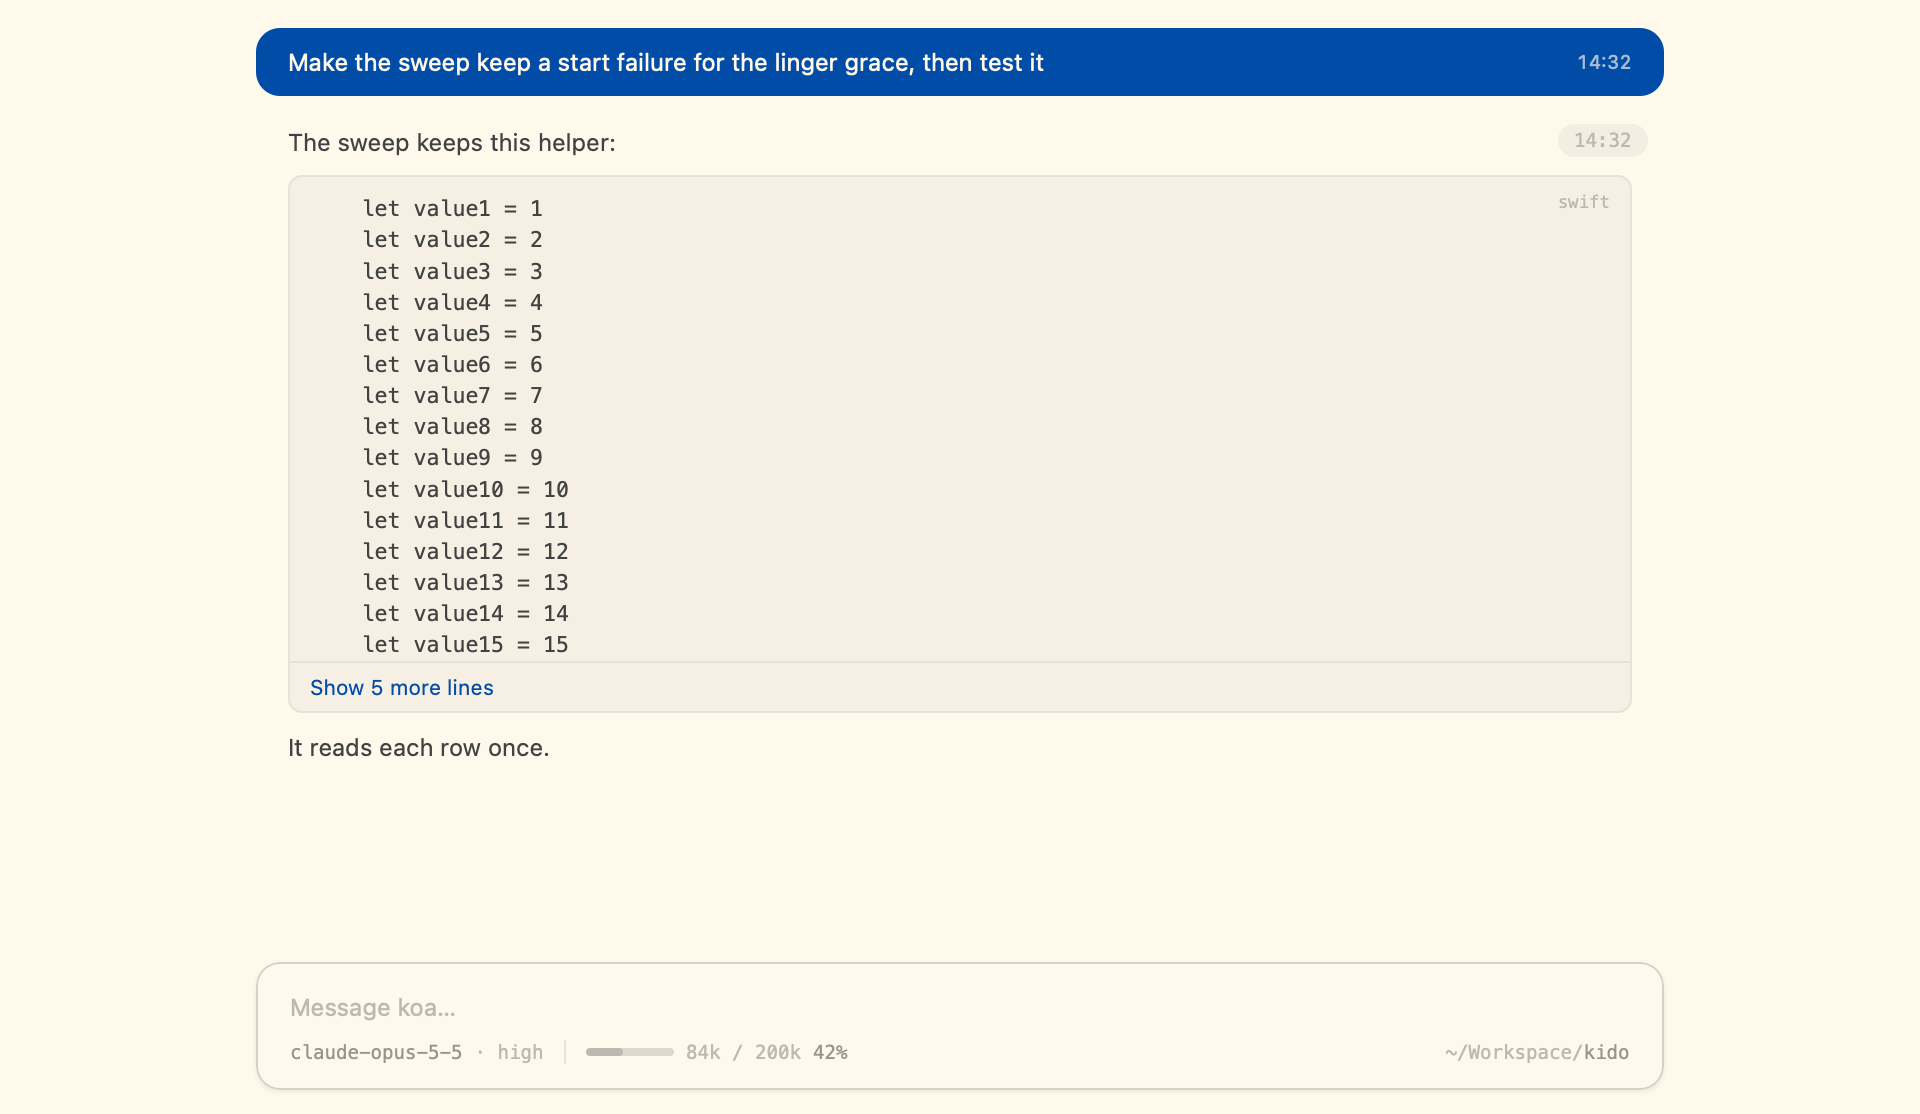 Make the sweep keep a start failure for the linger grace, then test it 14:32
The sweep keeps this helper: 14:32
swift
let value1 = 1
let value2 = 2
let value3 = 3
let value4 = 4
let value5 = 5
let value6 = 6
let value7 = 7
let value8 = 8
let value9 = 9
let value10 = 10
let value11 = 11
let value12 = 12
let value13 = 13
let value14 = 14
let value15 = 15
Show 5 more lines
It reads each row once.
Message koa...
claude-opus-5-5 · high 84k / 200k 42% ~/Workspace/kido